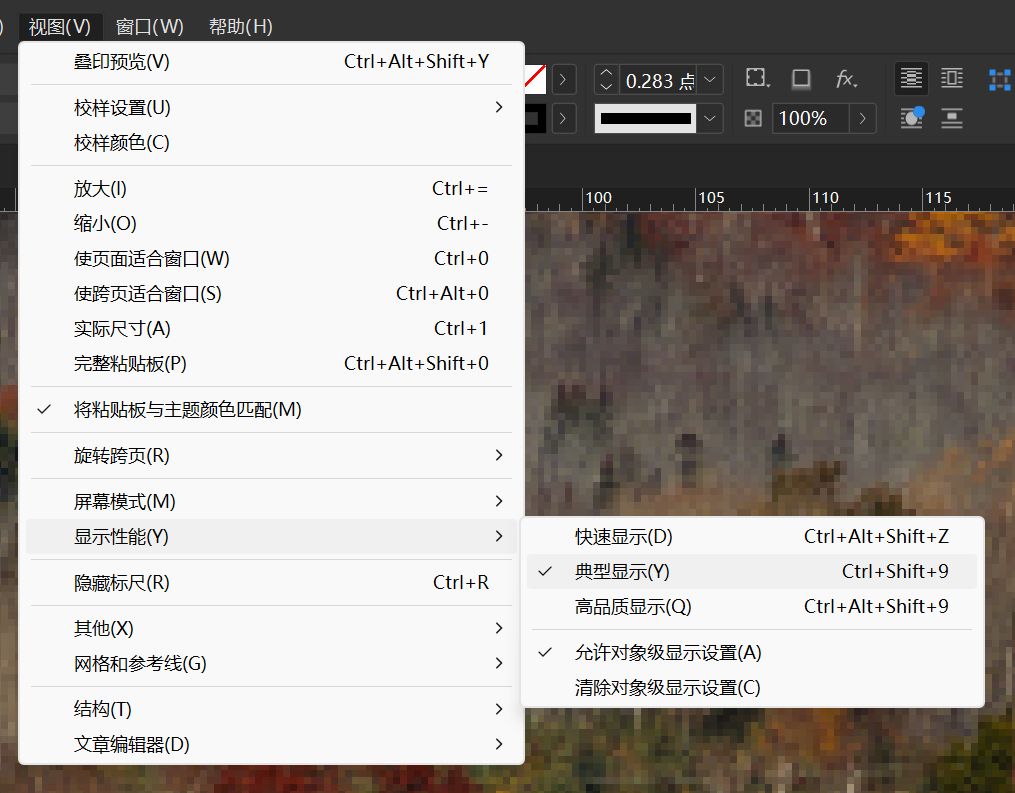 视图(V) 窗口(W) 帮助(H)
叠印预览(V) Ctrl+Alt+Shift+Y
校样设置(U)
校样颜色(C)
放大(I) Ctrl+=
缩小(O) Ctrl+-
使页面适合窗口(W) Ctrl+0
使跨页适合窗口(S) Ctrl+Alt+0
实际尺寸(A) Ctrl+1
完整粘贴板(P) Ctrl+Alt+Shift+0
将粘贴板与主题颜色匹配(M)
旋转跨页(R)
屏幕模式(M)
显示性能(Y)
隐藏标尺(R) Ctrl+R
其他(X)
网格和参考线(G)
结构(T)
文章编辑器(D)
0.283 点 fx.
100%
100 105 110 115
快速显示(D) Ctrl+Alt+Shift+Z
典型显示(Y) Ctrl+Shift+9
高品质显示(Q) Ctrl+Alt+Shift+9
允许对象级显示设置(A)
清除对象级显示设置(C)